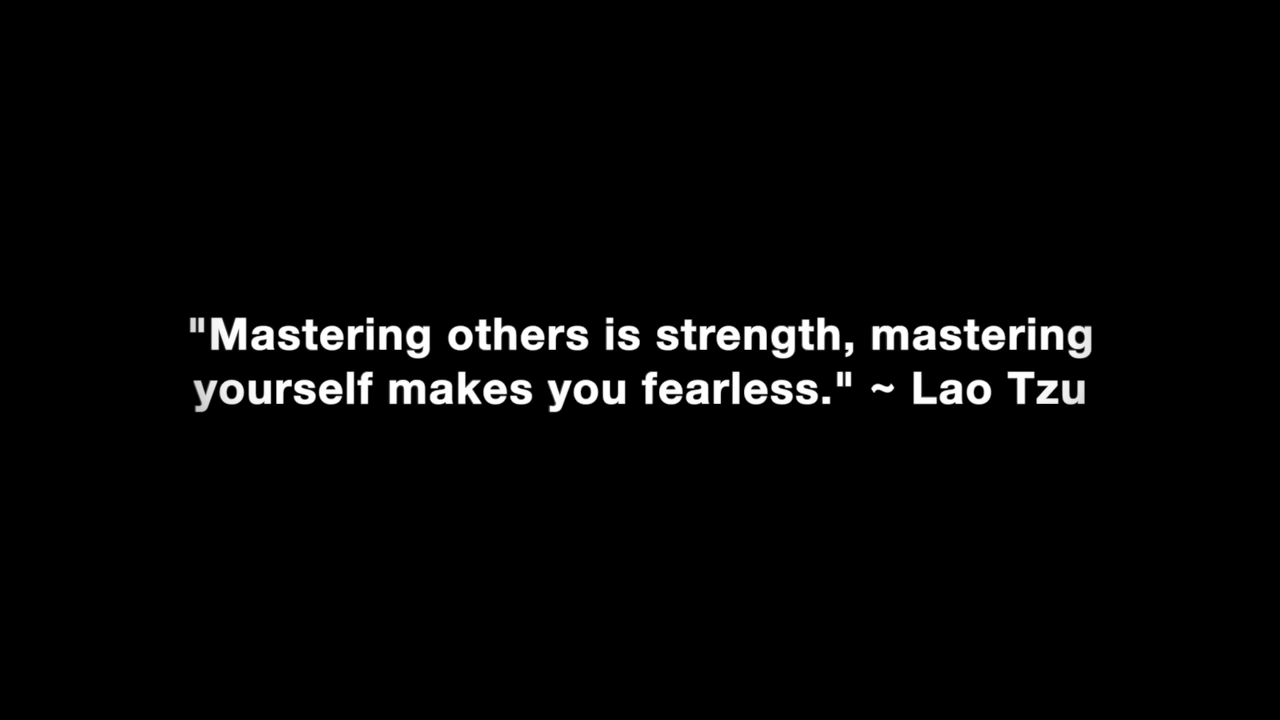 "Mastering others is strength, mastering
yourself makes you fearless." ~ Lao Tzu